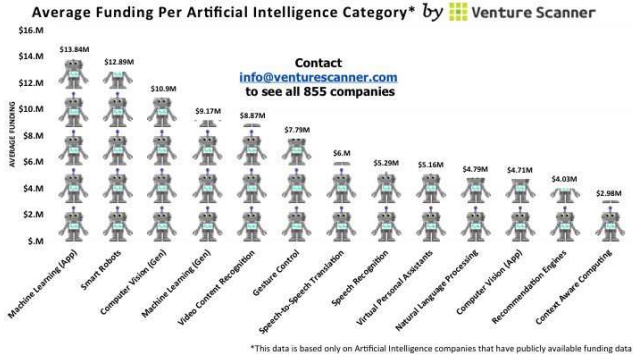 Average Funding Per Artificial Intelligence Category* by Venture Scanner
$16.M
$14.M
$12.M
$10.M
$8.M
$6.M
$4.M
$2.M
$.M
AVERAGE FUNDING
Contact
info@venturescanner.com
to see all 855 companies
$13.84M
$12.89M
$10.9M
$9.17M
$8.87M
$7.79M
$6.M
$5.29M
$5.16M
$4.79M
$4.71M
$4.03M
$2.98M
Machine Learning (App)
Smart Robots
Computer Vision (Gen)
Machine Learning (Gen)
Video Content Recognition
Gesture Control
Speech-to-Speech Translation
Speech Recognition
Virtual Personal Assistants
Natural Language Processing
Computer Vision (App)
Recommendation Engines
Context Aware Computing
*This data is based only on Artificial Intelligence companies that have publicly available funding data